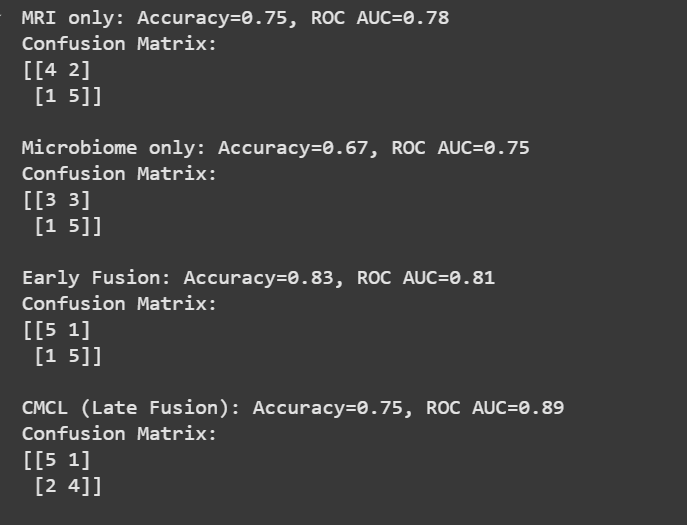 MRI only: Accuracy=0.75, ROC AUC=0.78
Confusion Matrix:
[[4 2]
 [1 5]]

Microbiome only: Accuracy=0.67, ROC AUC=0.75
Confusion Matrix:
[[3 3]
 [1 5]]

Early Fusion: Accuracy=0.83, ROC AUC=0.81
Confusion Matrix:
[[5 1]
 [1 5]]

CMCL (Late Fusion): Accuracy=0.75, ROC AUC=0.89
Confusion Matrix:
[[5 1]
 [2 4]]